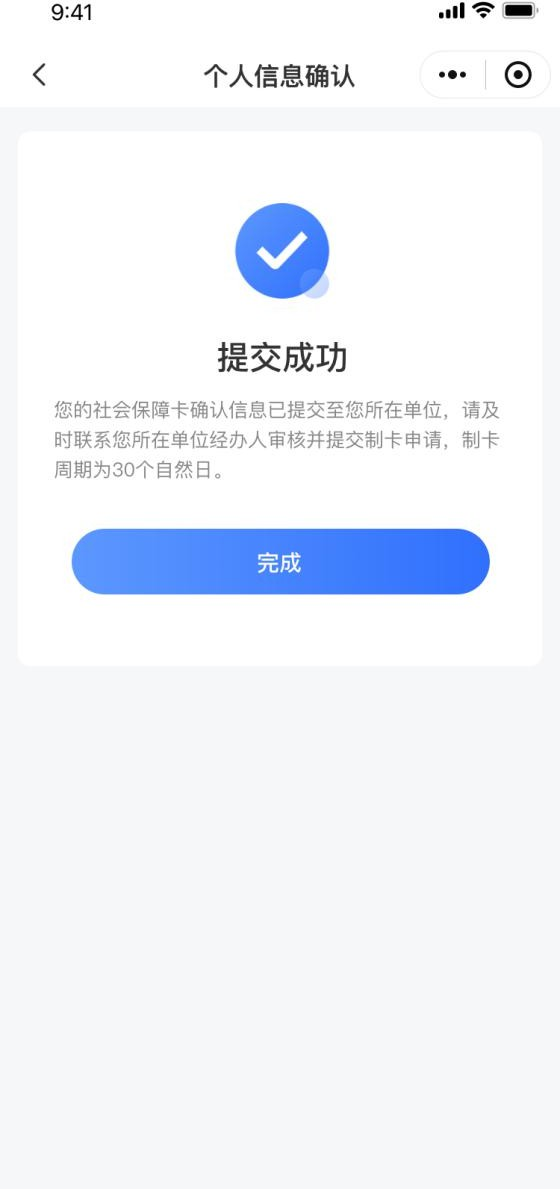 9:41
个人信息确认
提交成功
您的社会保障卡确认信息已提交至您所在单位，请及
时联系您所在单位经办人审核并提交制卡申请，制卡
周期为30个自然日。
完成